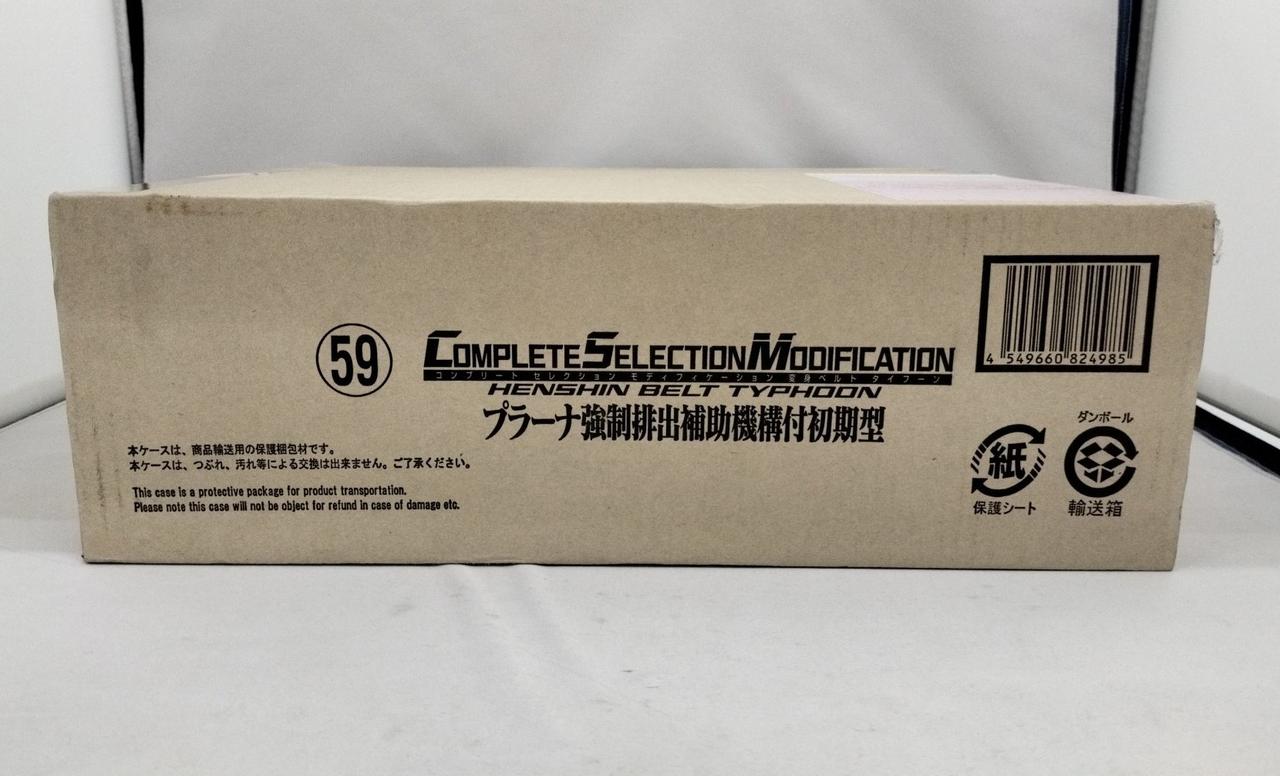 59
COMPLETE SELECTION MODIFICATION
コンプリート セレクション モディフィケーション 変身ベルト タイフーン
HENSHIN BELT TYPHOON
プラーナ強制排出補助機構付初期型
4 549660 824985
本ケースは、商品輸送用の保護梱包材です。
本ケースは、つぶれ、汚れ等による交換は出来ません。ご了承ください。
This case is a protective package for product transportation.
Please note this case will not be object for refund in case of damage etc.
紙
保護シート
ダンボール
輸送箱